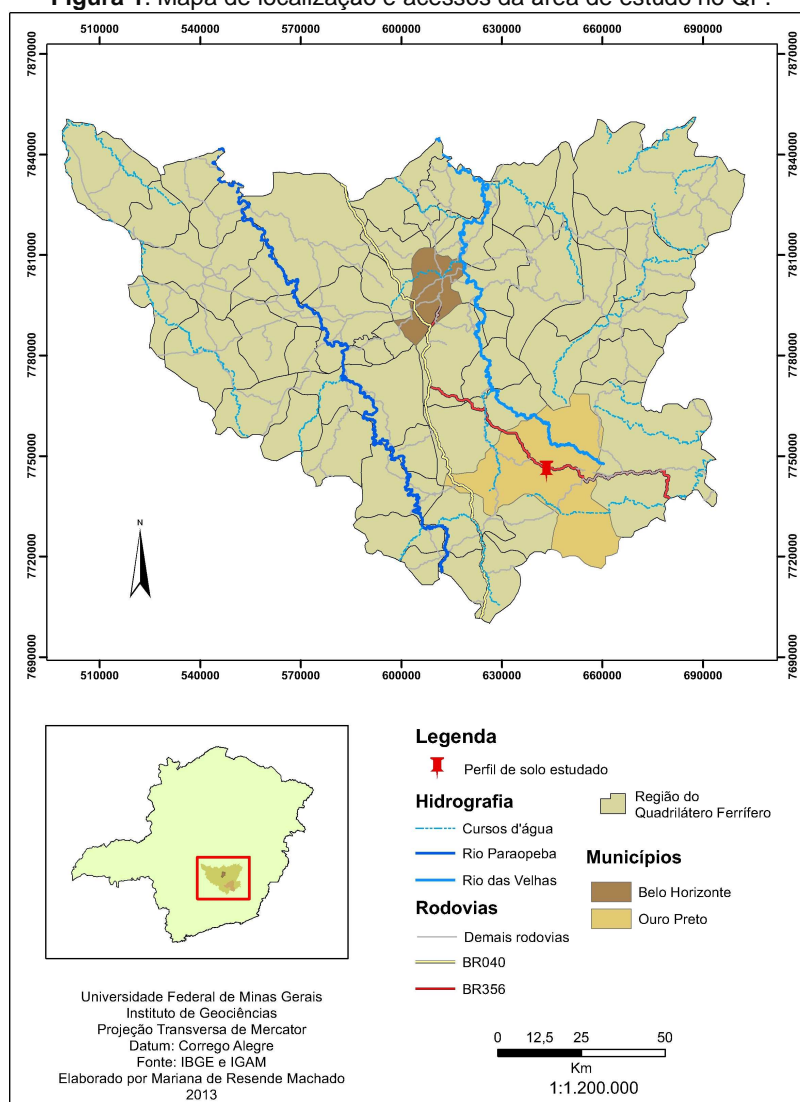 Figura 1. Mapa de localização e acessos da área de estudo no QF.
510000 540000 570000 600000 630000 660000 690000
7870000 7870000
7840000 7840000
7810000 7810000
7780000 7780000
7750000 7750000
7720000 7720000
7690000 7690000
N
510000 540000 570000 600000 630000 660000 690000
Legenda
Perfil de solo estudado
Hidrografia
Cursos d'água
Rio Paraopeba
Rio das Velhas
Rodovias
Demais rodovias
BR040
BR356
Região do
Quadrilátero Ferrífero
Municípios
Belo Horizonte
Ouro Preto
Universidade Federal de Minas Gerais
Instituto de Geociências
Projeção Transversa de Mercator
Datum: Corrego Alegre
Fonte: IBGE e IGAM
Elaborado por Mariana de Resende Machado
2013
0 12,5 25 50
Km
1:1.200.000